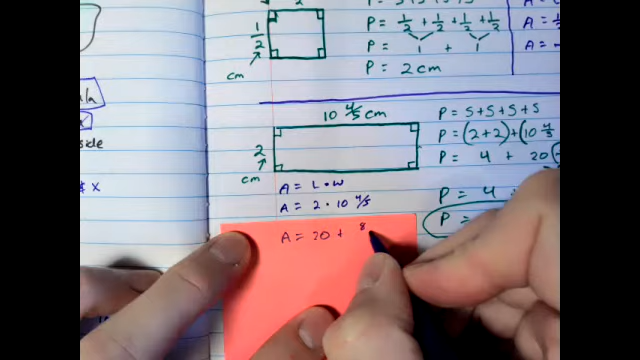 1/2
cm
P = 1/2 + 1/2 + 1/2 + 1/2
P = 1 + 1
P = 2cm
A =
A =
side
10 4/5 cm
2
cm
A = L • W
A = 2 • 10 4/5
P = S+S+S+S
P = (2+2)+(10 4/5
P = 4 + 20
P = 4
P =
A = 20 + 8